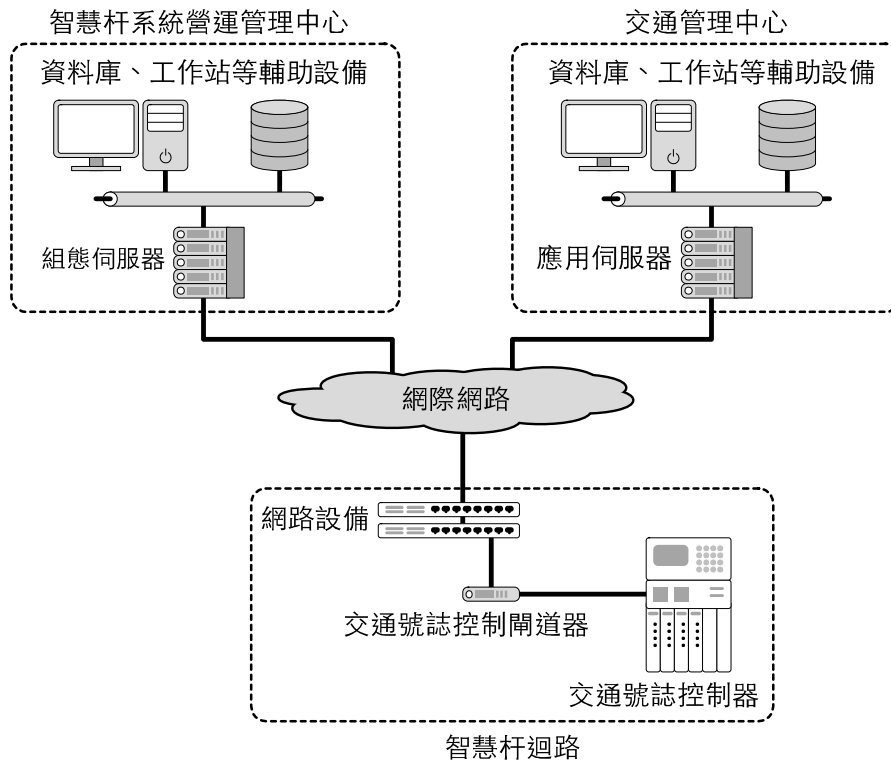 智慧杆系統營運管理中心
交通管理中心
資料庫、工作站等輔助設備
資料庫、工作站等輔助設備
組態伺服器
應用伺服器
網際網路
網路設備
交通號誌控制閘道器
交通號誌控制器
智慧杆迴路